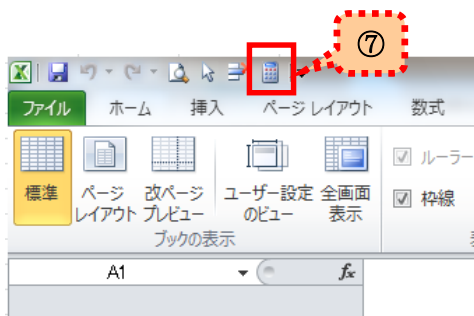 ⑦
ファイル ホーム 挿入 ページ レイアウト 数式
標準 ページ レイアウト 改ページ プレビュー ユーザー設定 のビュー 全画面 表示 ルーラー
枠線
ブックの表示
A1 fx